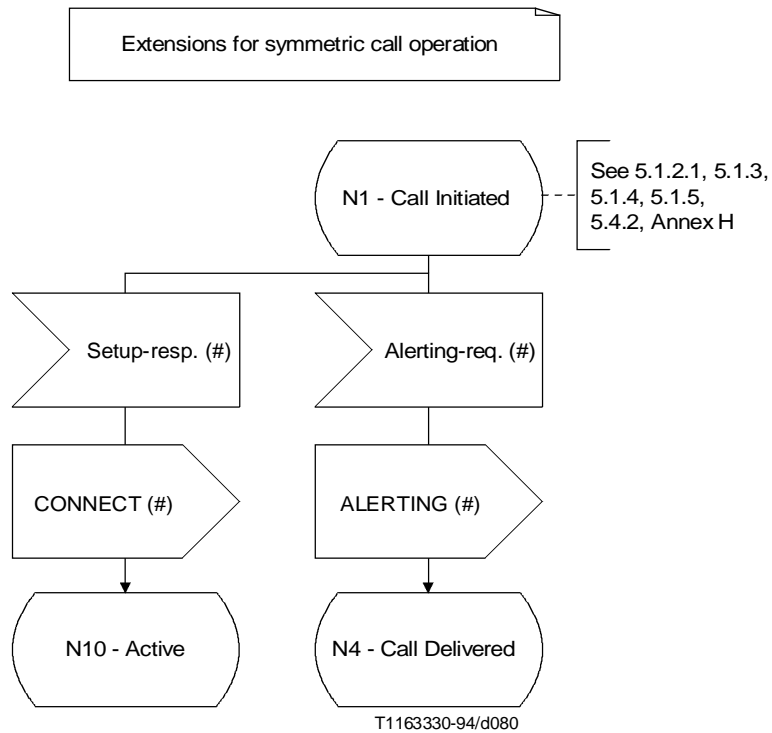 Extensions for symmetric call operation
N1 - Call Initiated
See 5.1.2.1, 5.1.3,
5.1.4, 5.1.5,
5.4.2, Annex H
Setup-resp. (#)
Alerting-req. (#)
CONNECT (#)
ALERTING (#)
N10 - Active
N4 - Call Delivered
T1163330-94/d080